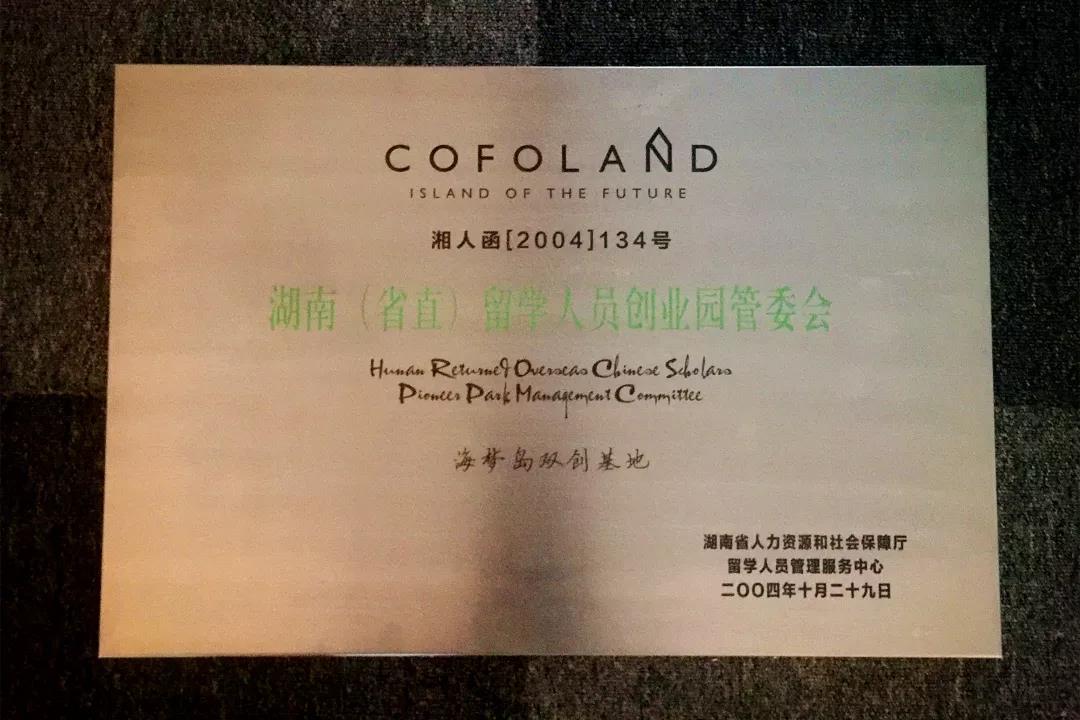 COFOLAND
ISLAND OF THE FUTURE
湘人函[2004]134号
湖南（省直）留学人员创业园管委会
Hunan Returned Overseas Chinese Scholars
Pioneer Park Management Committee
海梦岛双创基地
湖南省人力资源和社会保障厅
留学人员管理服务中心
二〇〇四年十月二十九日